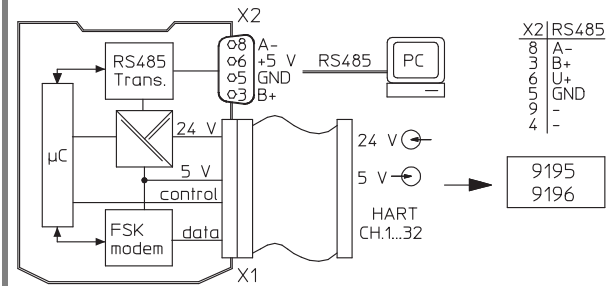 X2
8 A-
6 +5 V
5 GND
3 B+
RS485
PC
X2 RS485
8 A-
3 B+
6 U+
5 GND
9 -
4 -
RS485
Trans.
µC
24 V
5 V
control
data
FSK
modem
X1
24 V
5 V
HART
CH.1...32
9195
9196